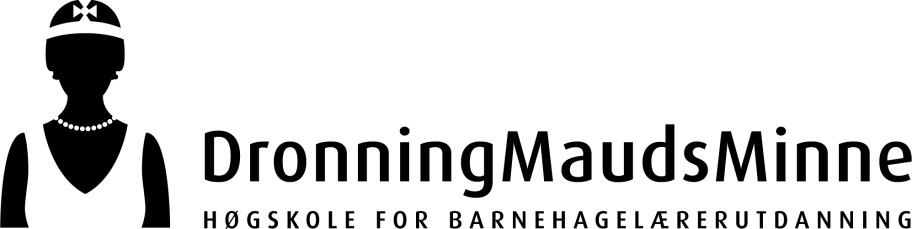 DronningMaudsMinne
HØGSKOLE FOR BARNEHAGELÆRERUTDANNING